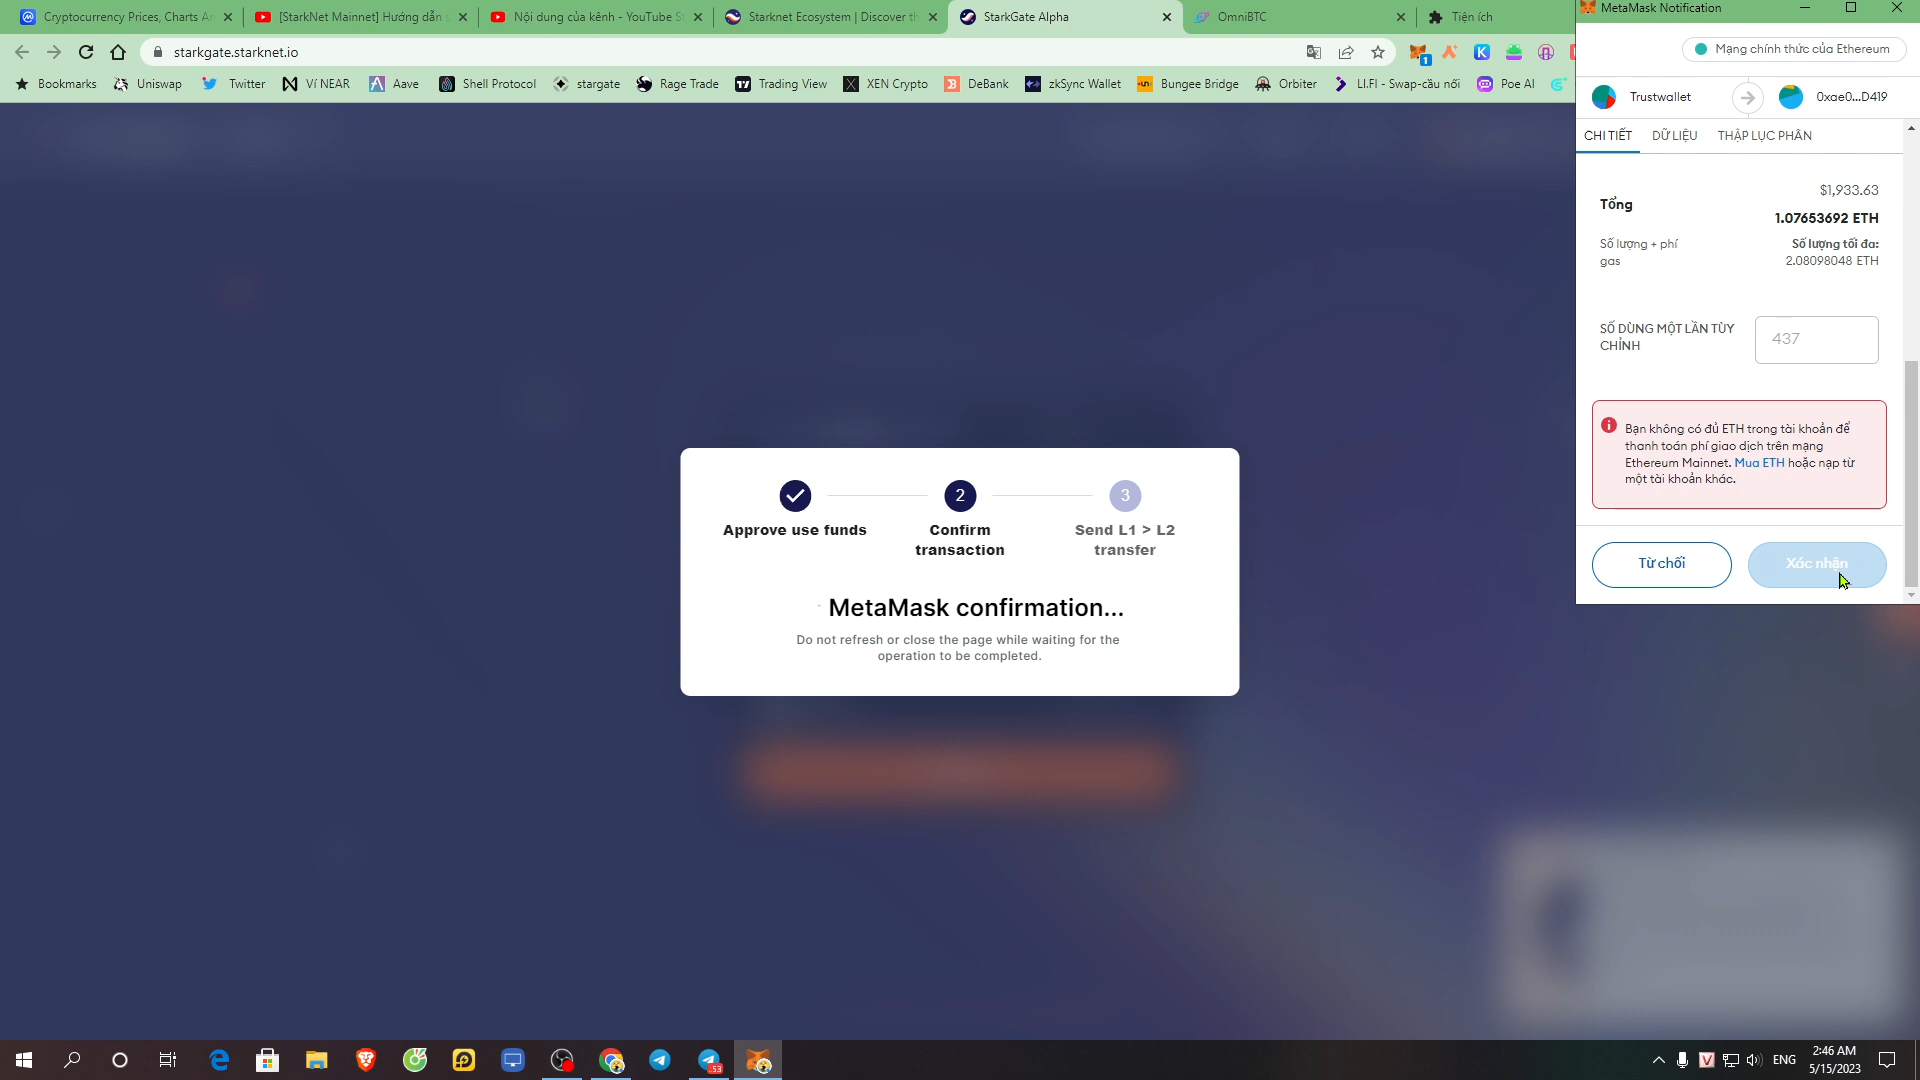 Cryptocurrency Prices, Charts Ar
[StarkNet Mainnet] Hướng dẫn s
Nội dung của kênh - YouTube S
Starknet Ecosystem | Discover th
StarkGate Alpha
OmniBTC
Tiện ích
starkgate.starknet.io
1
Bookmarks
Uniswap
Twitter
Ví NEAR
Aave
Shell Protocol
stargate
Rage Trade
Trading View
XEN Crypto
DeBank
zkSync Wallet
Bungee Bridge
Orbiter
LI.FI - Swap-cầu nối
Poe AI
MetaMask Notification
Mạng chính thức của Ethereum
Trustwallet
0xae0...D419
CHI TIẾT
DỮ LIỆU
THẬP LỤC PHÂN
$1,933.63
Tổng
1.07653692 ETH
Số lượng + phí
gas
Số lượng tối đa:
2.08098048 ETH
SỐ DÙNG MỘT LẦN TÙY
CHỈNH
437
Bạn không có đủ ETH trong tài khoản để
thanh toán phí giao dịch trên mạng
Ethereum Mainnet. Mua ETH hoặc nạp từ
một tài khoản khác.
Từ chối
Xác nhận
2
3
Approve use funds
Confirm
transaction
Send L1 > L2
transfer
MetaMask confirmation...
Do not refresh or close the page while waiting for the
operation to be completed.
53
ENG
2:46 AM
5/15/2023